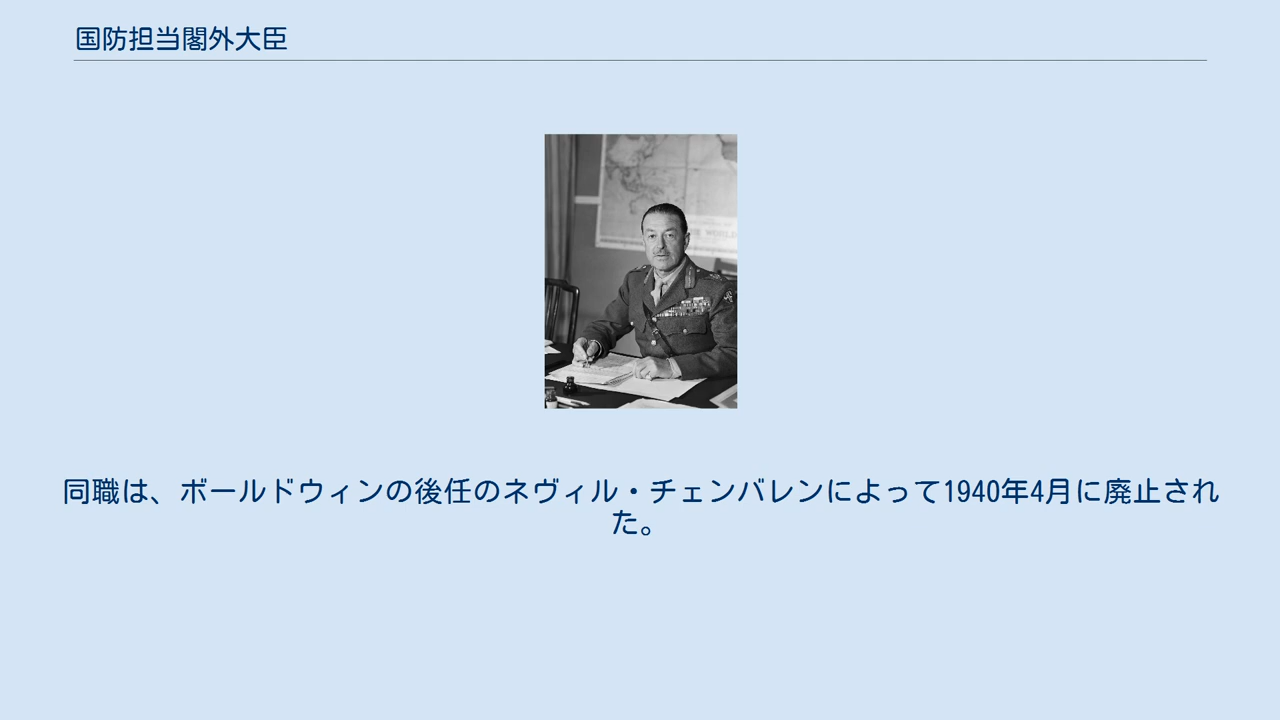 国防担当閣外大臣
WORLD
同職は、ボールドウィンの後任のネヴィル・チェンバレンによって1940年4月に廃止され
た。